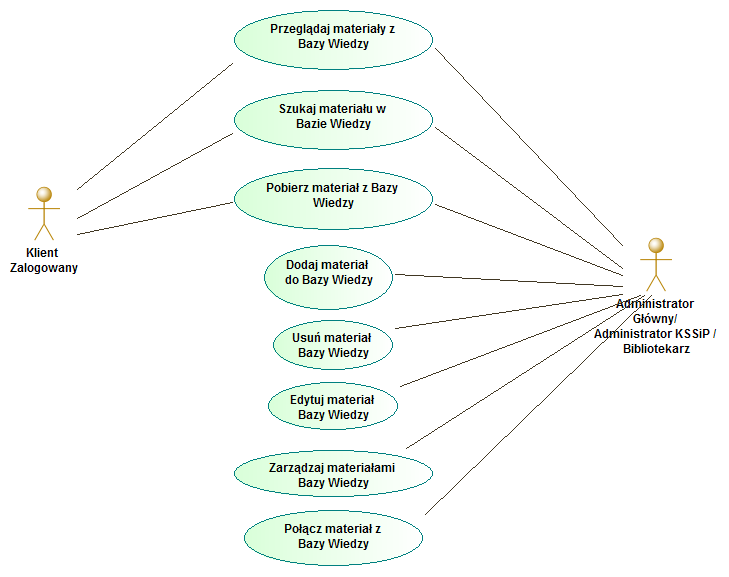 Przeglądaj materiały z
Bazy Wiedzy
Szukaj materiału w
Bazie Wiedzy
Pobierz materiał z Bazy
Wiedzy
Klient
Zalogowany
Dodaj materiał
do Bazy Wiedzy
Administrator
Główny/
Administrator KSSiP /
Bibliotekarz
Usuń materiał
Bazy Wiedzy
Edytuj materiał
Bazy Wiedzy
Zarządzaj materiałami
Bazy Wiedzy
Połącz materiał z
Bazy Wiedzy